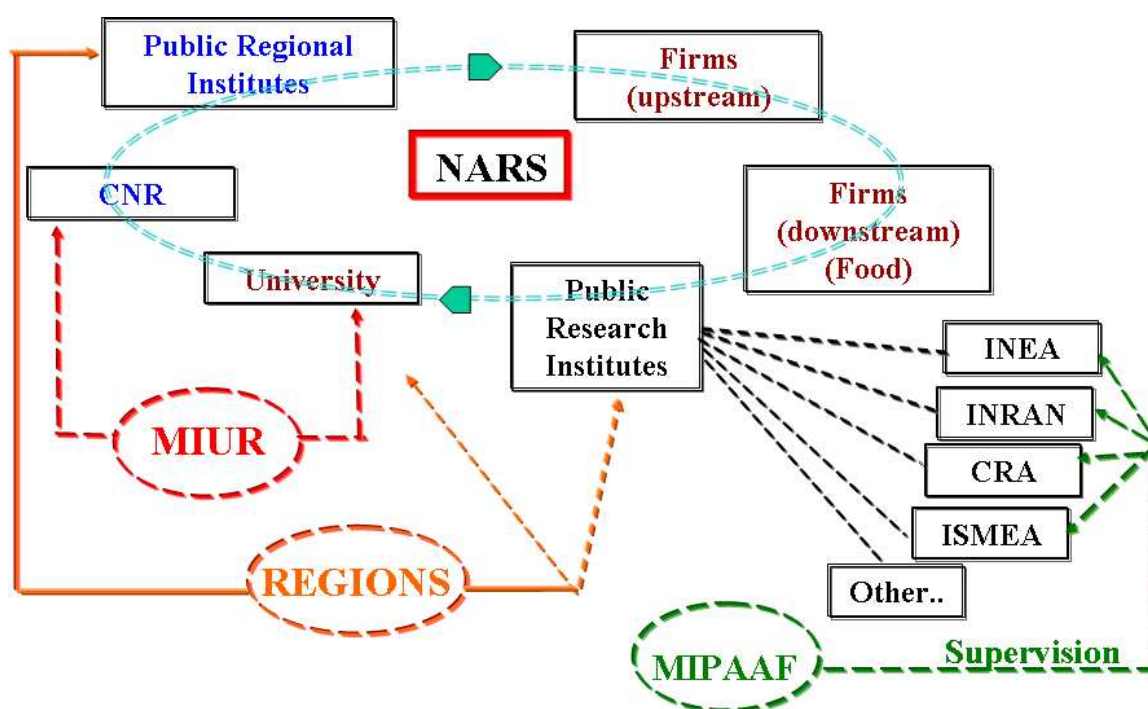 Public Regional
Institutes
Firms
(upstream)
NARS
CNR
Firms
(downstream)
(Food)
University
Public
Research
Institutes
INEA
INRAN
MIUR
CRA
ISMEA
REGIONS
Other..
MIPAAF
Supervision